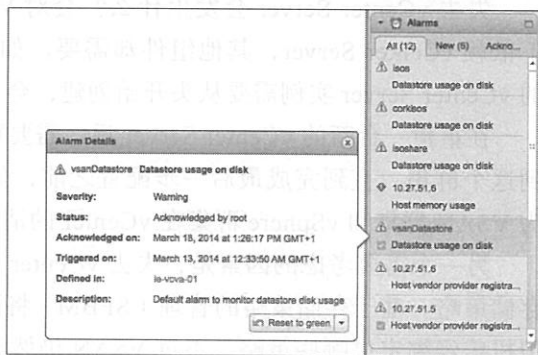 Alarms
All (12) New (6) Ackno...
isos
Datastore usage on disk
corkisos
Datastore usage on disk
isoshare
Datastore usage on disk
10.27.51.6
Host memory usage
vsanDatastore
Datastore usage on disk
10.27.51.6
Host vendor provider registra...
10.27.51.5
Host vendor provider registra...
Alarm Details
vsanDatastore Datastore usage on disk
Severity: Warning
Status: Acknowledged by root
Acknowledged on: March 18, 2014 at 1:26:17 PM GMT+1
Triggered on: March 13, 2014 at 12:33:50 AM GMT+1
Defined in: ie-vcva-01
Description: Default alarm to monitor datastore disk usage
Reset to green